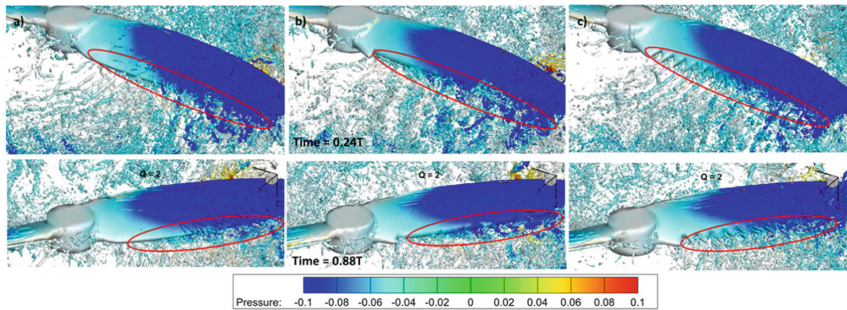 a)
b)
c)
Time = 0.24T
Q = 2
Q = 2
Q = 2
Time = 0.88T
Pressure: -0.1 -0.08 -0.06 -0.04 -0.02 0 0.02 0.04 0.06 0.08 0.1